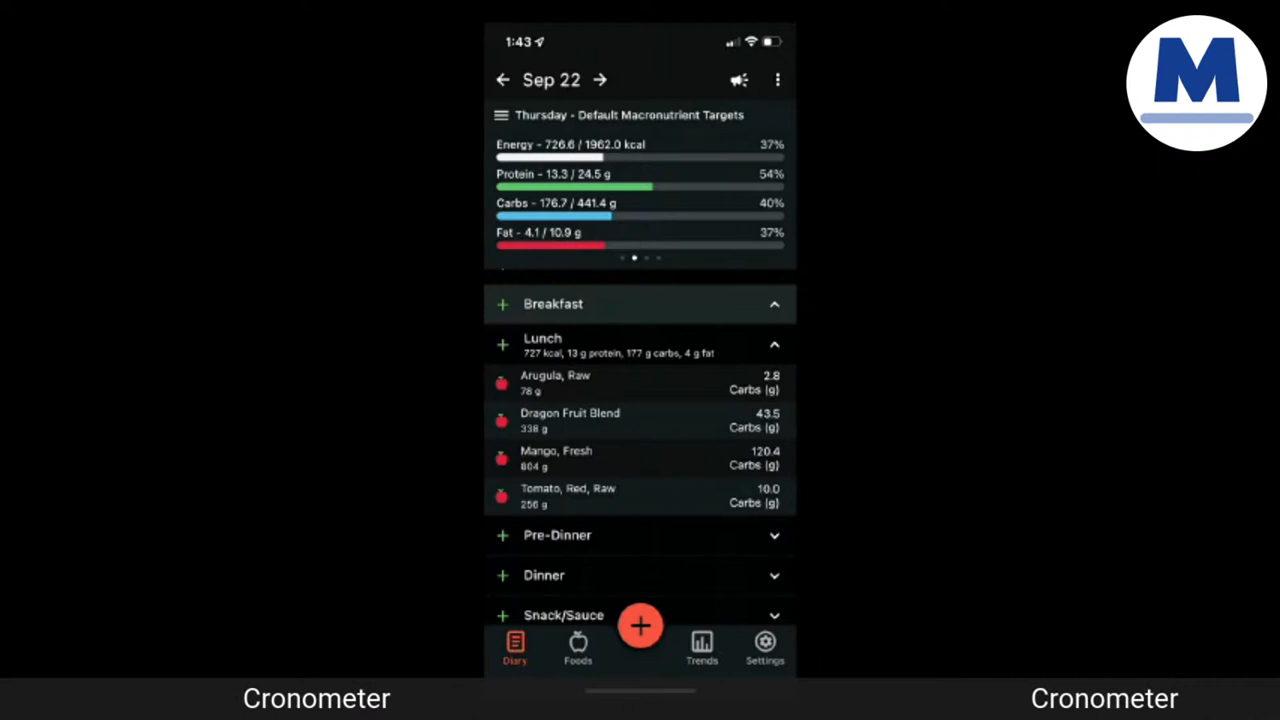 M
1:43
Sep 22
Thursday - Default Macronutrient Targets
Energy - 726.6 / 1962.0 kcal 37%
Protein - 13.3 / 24.5 g 54%
Carbs - 176.7 / 441.4 g 40%
Fat - 4.1 / 10.9 g 37%
Breakfast
Lunch
727 kcal, 13 g protein, 177 g carbs, 4 g fat
Arugula, Raw 2.8
78 g Carbs (g)
Dragon Fruit Blend 43.5
338 g Carbs (g)
Mango, Fresh 120.4
804 g Carbs (g)
Tomato, Red, Raw 10.0
256 g Carbs (g)
Pre-Dinner
Dinner
Snack/Sauce
Diary Foods Trends Settings
Cronometer Cronometer